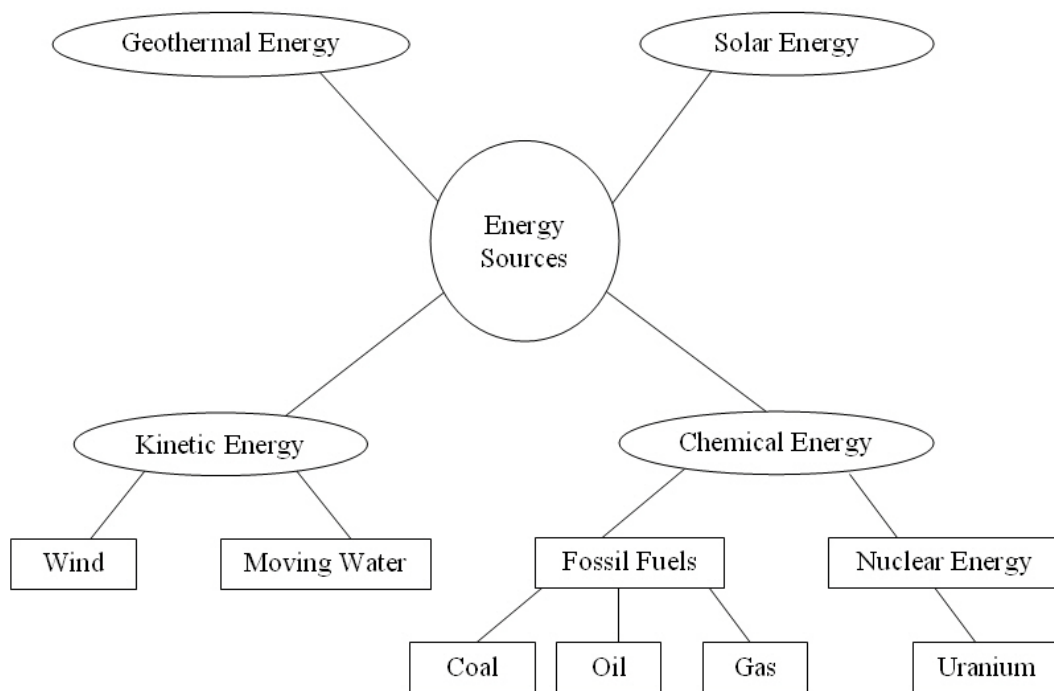 Geothermal Energy
Solar Energy
Energy
Sources
Kinetic Energy
Chemical Energy
Wind
Moving Water
Fossil Fuels
Nuclear Energy
Coal
Oil
Gas
Uranium